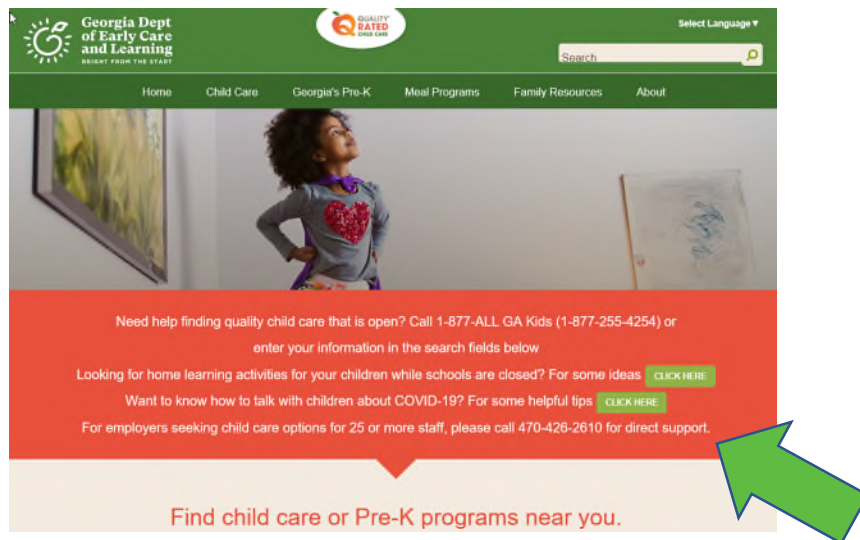 Georgia Dept
of Early Care
and Learning
BRIGHT FROM THE START
QUALITY
RATED
CHILD CARE
Select Language▼
Search
Home Child Care Georgia's Pre-K Meal Programs Family Resources About
Need help finding quality child care that is open? Call 1-877-ALL GA Kids (1-877-255-4254) or
enter your information in the search fields below
Looking for home learning activities for your children while schools are closed? For some ideas CLICK HERE
Want to know how to talk with children about COVID-19? For some helpful tips CLICK HERE
For employers seeking child care options for 25 or more staff, please call 470-426-2610 for direct support.
Find child care or Pre-K programs near you.